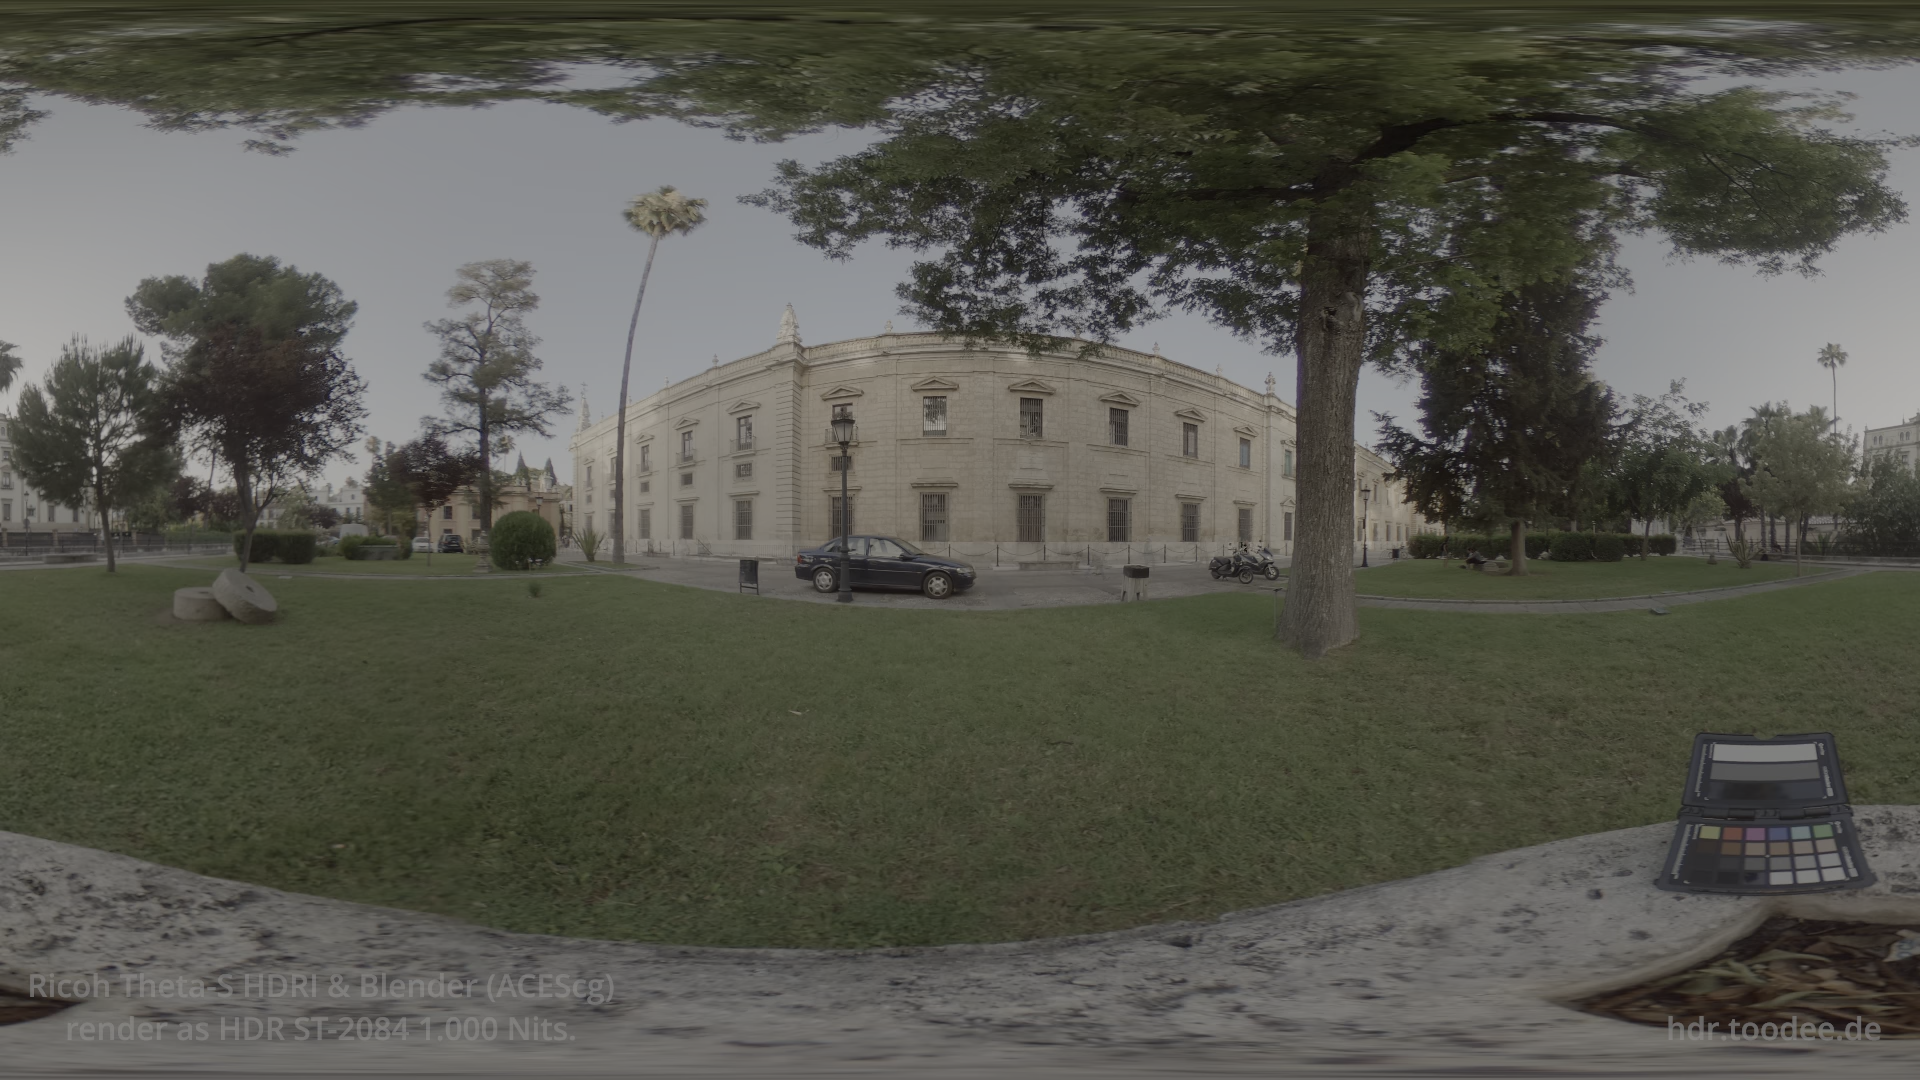 Ricoh Theta-S HDRI & Blender (ACEScg)
render as HDR ST-2084 1.000 Nits.
hdr.toodee.de